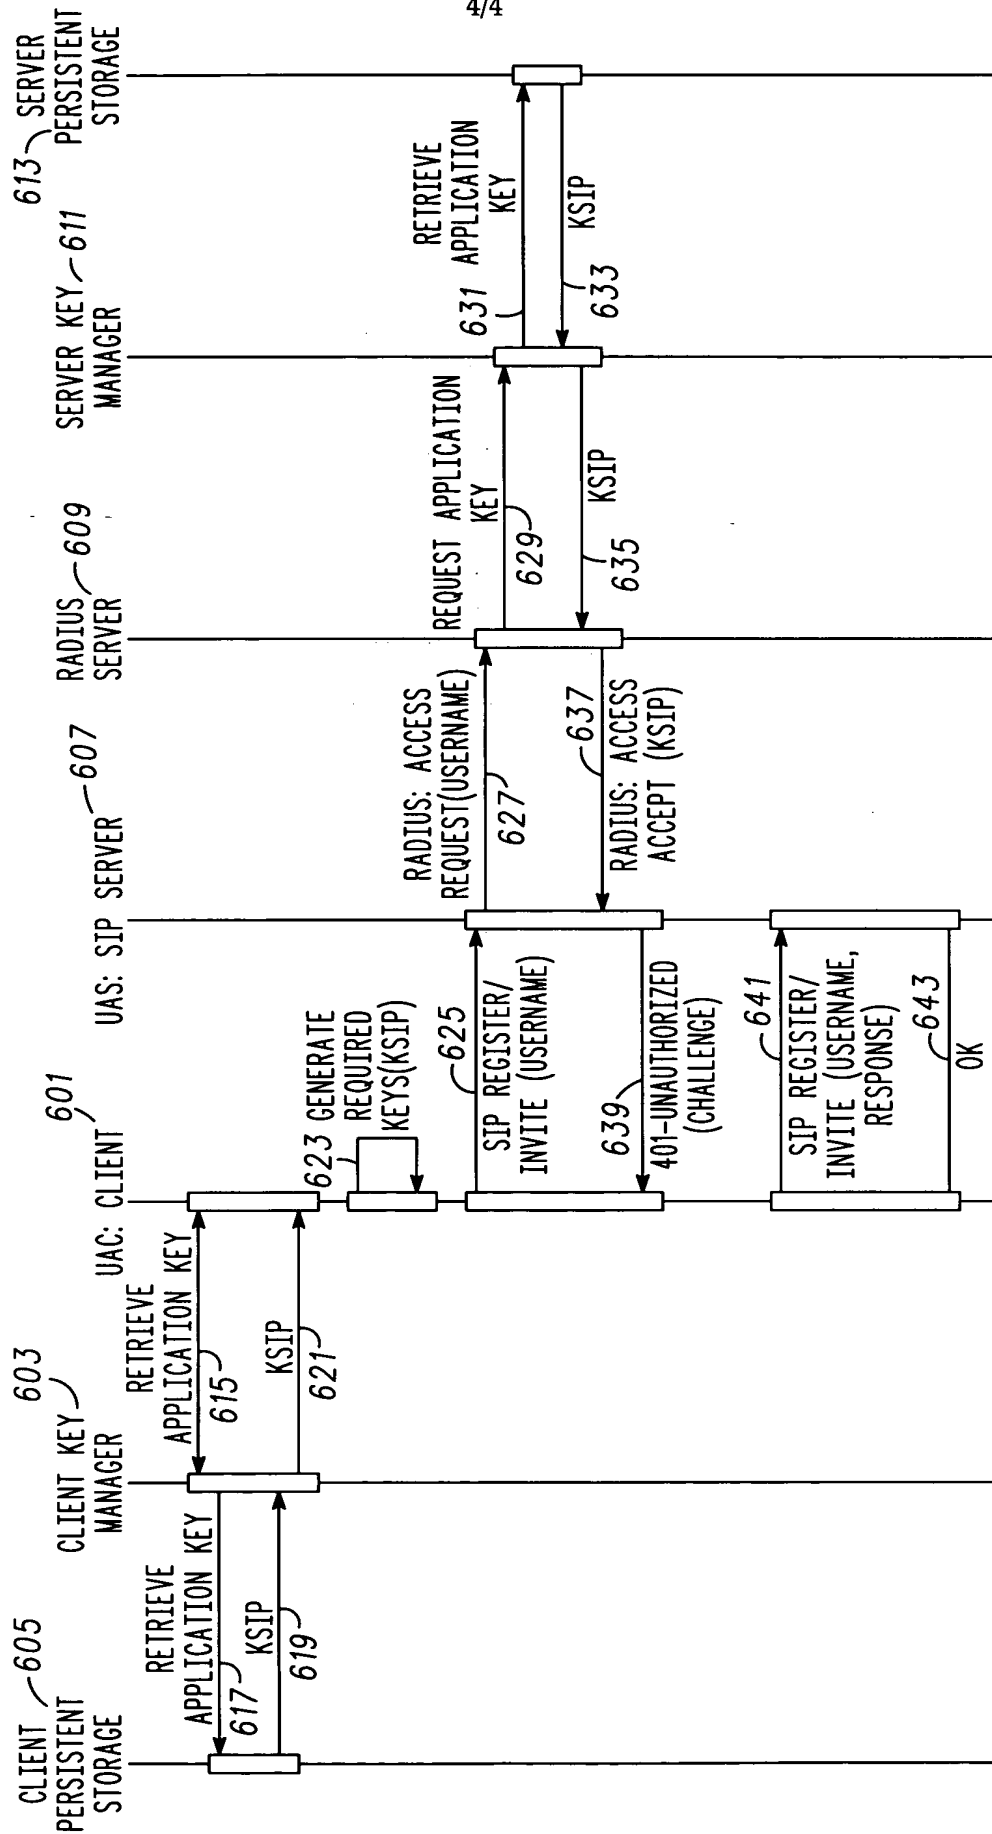 4/4
CLIENT 605
PERSISTENT
STORAGE
CLIENT KEY 603
MANAGER
UAC: CLIENT 601
UAS: SIP SERVER 607
RADIUS 609
SERVER
SERVER KEY 611
MANAGER
613 SERVER
PERSISTENT
STORAGE
RETRIEVE
APPLICATION KEY
615
RETRIEVE
APPLICATION KEY
617
KSIP
619
KSIP
621
623 GENERATE
REQUIRED
KEYS(KSIP)
625
SIP REGISTER/
INVITE (USERNAME)
RADIUS: ACCESS
REQUEST(USERNAME)
627
REQUEST APPLICATION
KEY
629
RETRIEVE
APPLICATION
KEY
631
KSIP
633
KSIP
635
637
RADIUS: ACCESS
ACCEPT (KSIP)
639
401-UNAUTHORIZED
(CHALLENGE)
641
SIP REGISTER/
INVITE (USERNAME,
RESPONSE)
643
OK